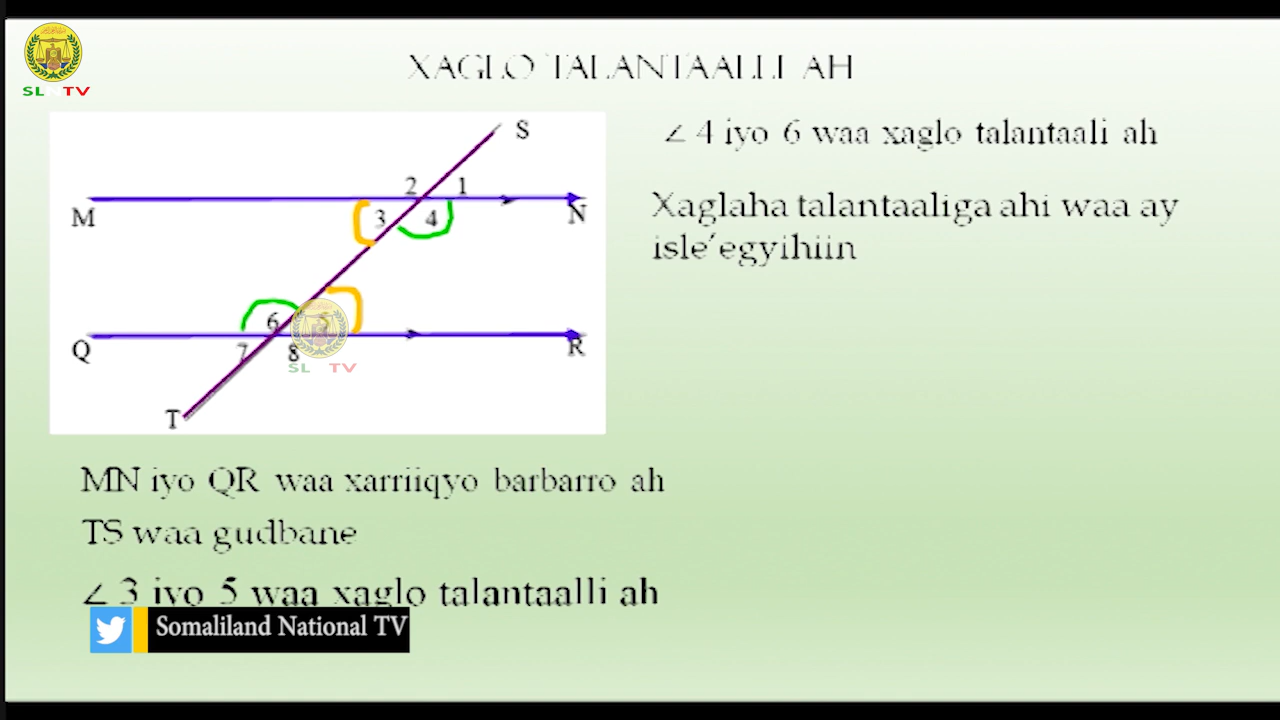 SLNTV
XAGLO TALANTAALLI AH
S
2 1
M 3 4 N
6
Q 7 8 R
T
SL TV
∠ 4 iyo 6 waa xaglo talantaali ah
Xaglaha talantaaliga ahi waa ay
isle’egyihiin
MN iyo QR waa xarriiqyo barbarro ah
TS waa gudbane
∠ 3 iyo 5 waa xaglo talantaalli ah
Somaliland National TV